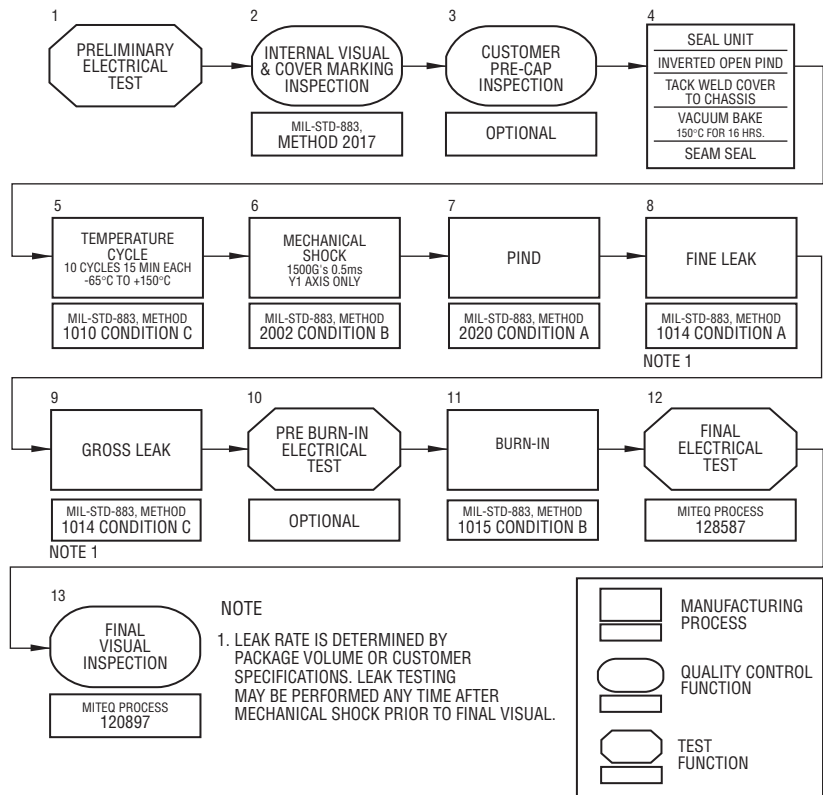 1
PRELIMINARY
ELECTRICAL
TEST
2
INTERNAL VISUAL
& COVER MARKING
INSPECTION
MIL-STD-883,
METHOD 2017
3
CUSTOMER
PRE-CAP
INSPECTION
OPTIONAL
4
SEAL UNIT
INVERTED OPEN PIND
TACK WELD COVER
TO CHASSIS
VACUUM BAKE
150°C FOR 16 HRS.
SEAM SEAL
5
TEMPERATURE
CYCLE
10 CYCLES 15 MIN EACH
-65°C TO +150°C
MIL-STD-883, METHOD
1010 CONDITION C
6
MECHANICAL
SHOCK
1500G's 0.5ms
Y1 AXIS ONLY
MIL-STD-883, METHOD
2002 CONDITION B
7
PIND
MIL-STD-883, METHOD
2020 CONDITION A
8
FINE LEAK
MIL-STD-883, METHOD
1014 CONDITION A
NOTE 1
9
GROSS LEAK
MIL-STD-883, METHOD
1014 CONDITION C
NOTE 1
10
PRE BURN-IN
ELECTRICAL
TEST
OPTIONAL
11
BURN-IN
MIL-STD-883, METHOD
1015 CONDITION B
12
FINAL
ELECTRICAL
TEST
MITEQ PROCESS
128587
13
FINAL
VISUAL
INSPECTION
MITEQ PROCESS
120897
NOTE
1. LEAK RATE IS DETERMINED BY
PACKAGE VOLUME OR CUSTOMER
SPECIFICATIONS. LEAK TESTING
MAY BE PERFORMED ANY TIME AFTER
MECHANICAL SHOCK PRIOR TO FINAL VISUAL.
MANUFACTURING
PROCESS
QUALITY CONTROL
FUNCTION
TEST
FUNCTION